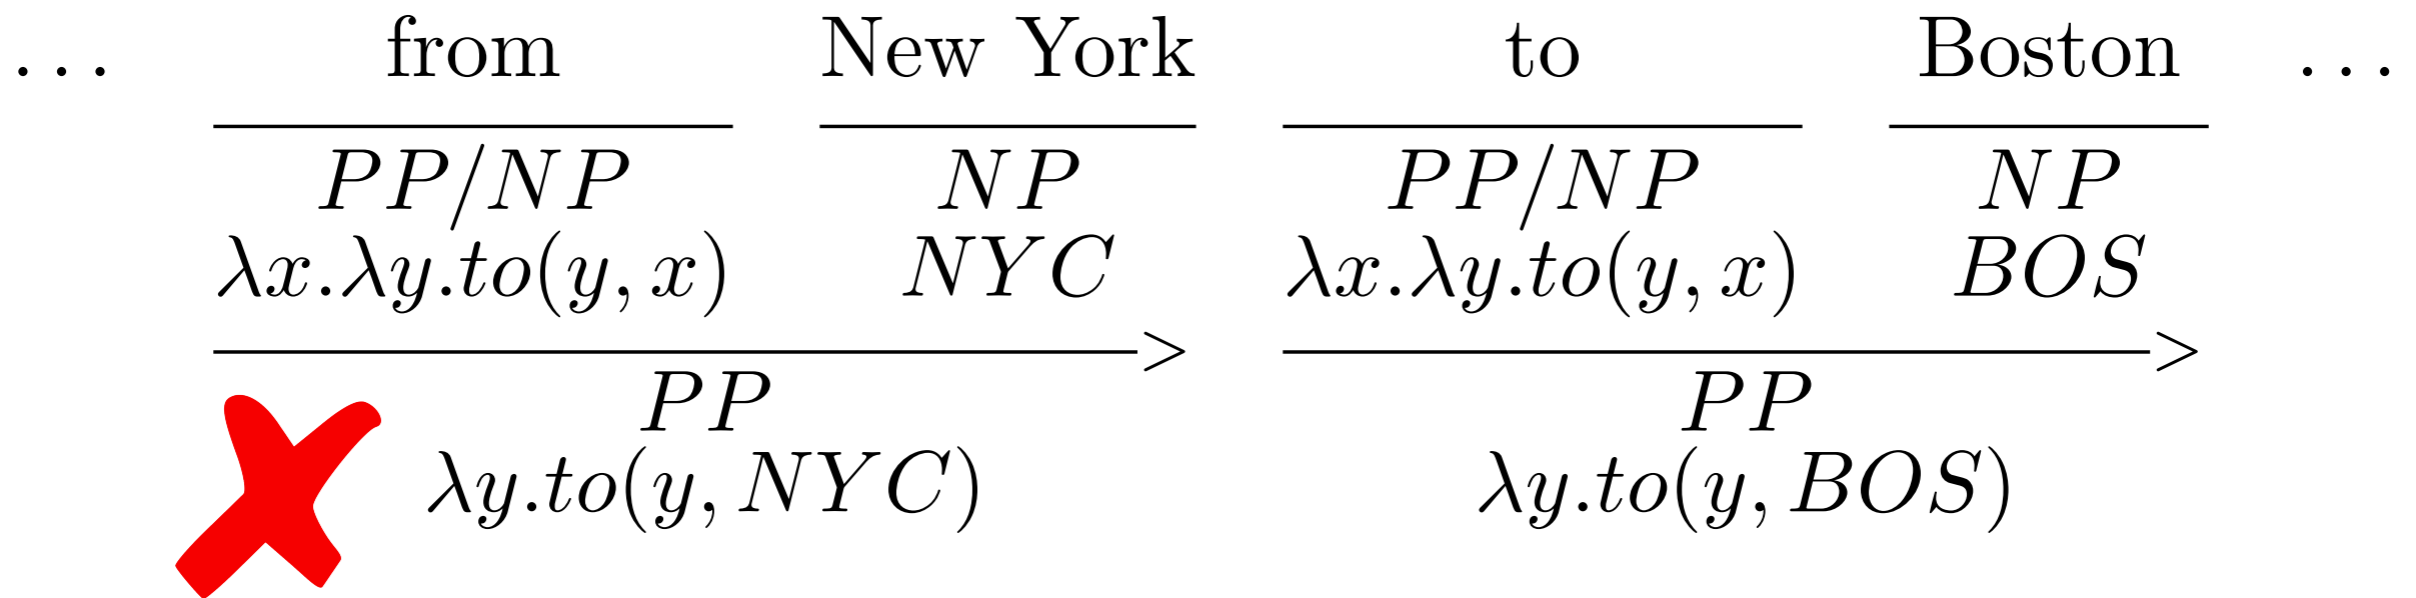 … from New York to Boston …
PP/NP NP PP/NP NP
λx.λy.to(y, x) NYC λx.λy.to(y, x) BOS
> >
PP PP
λy.to(y, NYC) λy.to(y, BOS)